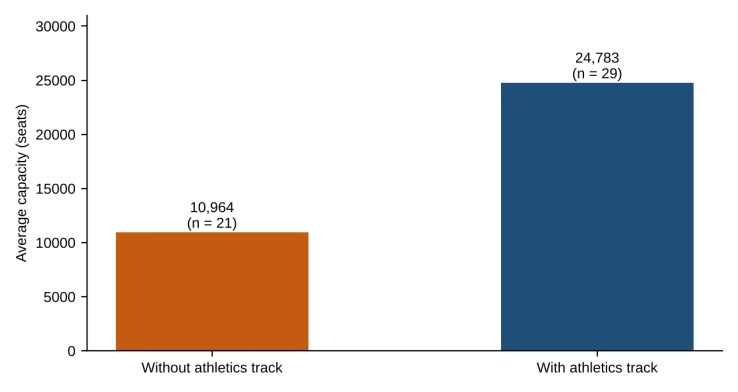 30000
25000
20000
15000
10000
5000
0
Average capacity (seats)
10,964
(n = 21)
24,783
(n = 29)
Without athletics track
With athletics track